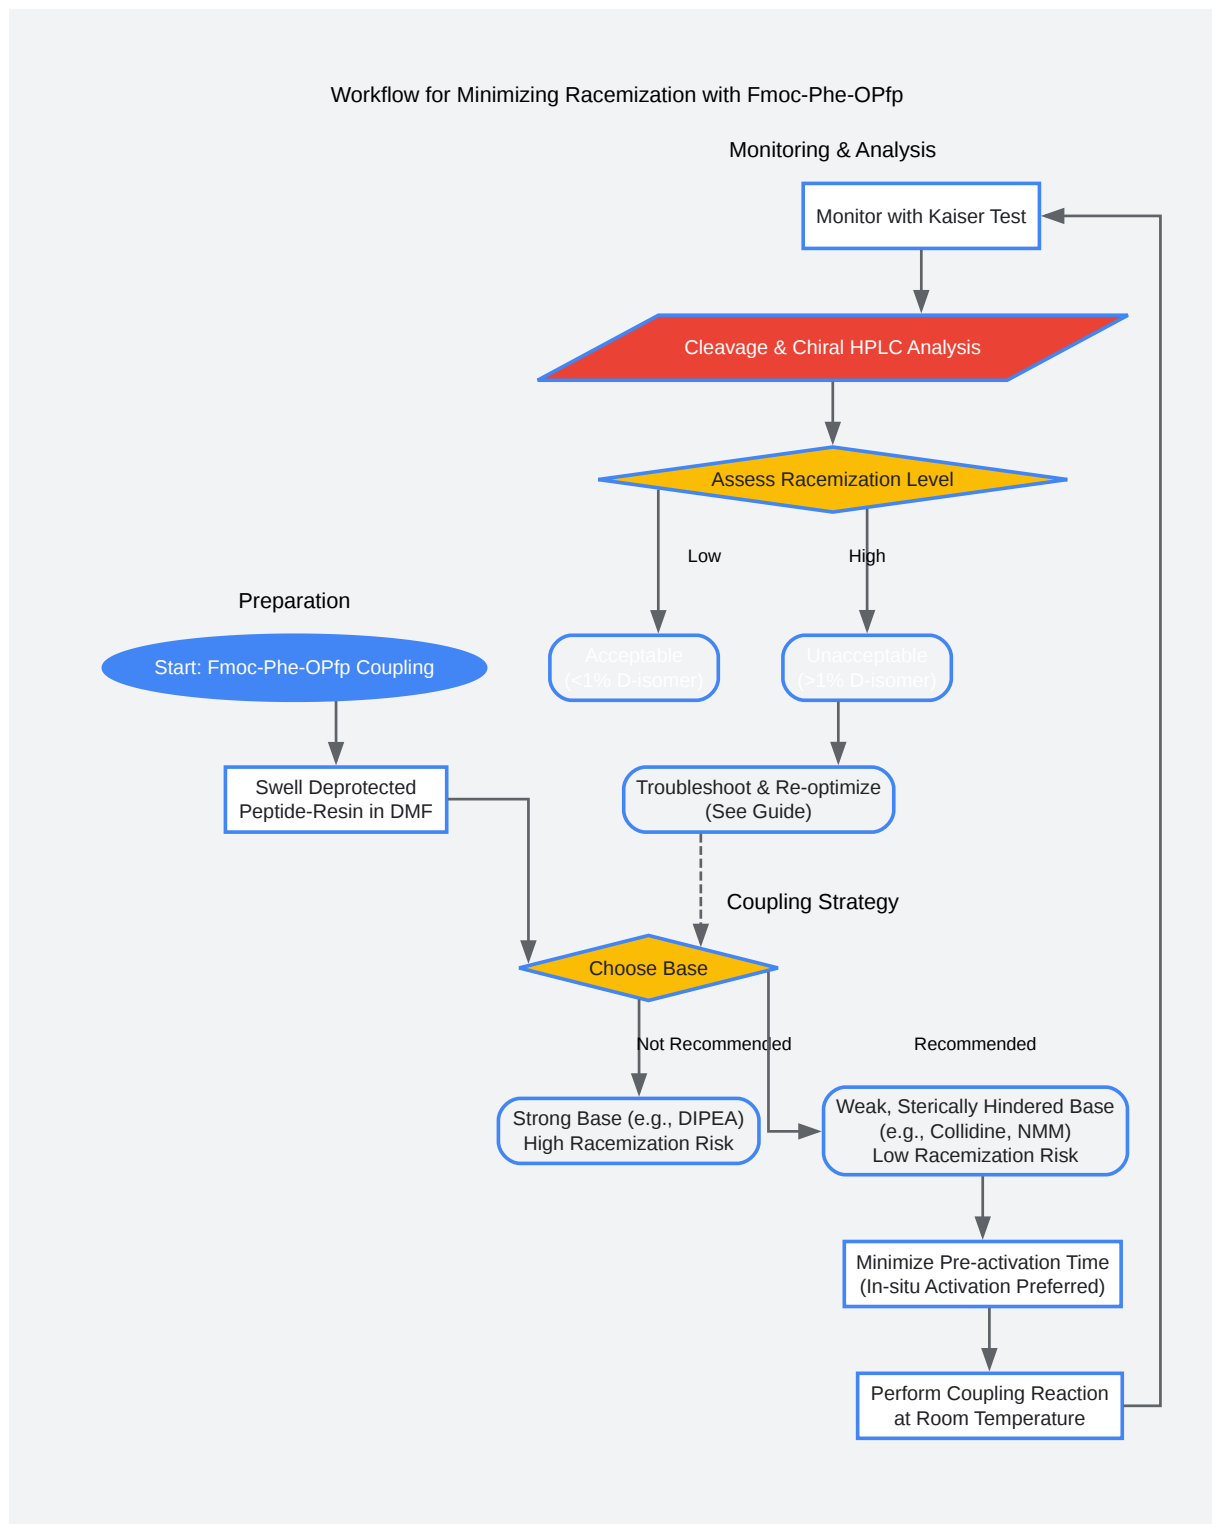 Workflow for Minimizing Racemization with Fmoc-Phe-OPfp
Monitoring & Analysis
Monitor with Kaiser Test
Cleavage & Chiral HPLC Analysis
Assess Racemization Level
Low
High
Preparation
Start: Fmoc-Phe-OPfp Coupling
Acceptable
(<1% D-isomer)
Unacceptable
(>1% D-isomer)
Swell Deprotected
Peptide-Resin in DMF
Troubleshoot & Re-optimize
(See Guide)
Coupling Strategy
Choose Base
Not Recommended
Recommended
Strong Base (e.g., DIPEA)
High Racemization Risk
Weak, Sterically Hindered Base
(e.g., Collidine, NMM)
Low Racemization Risk
Minimize Pre-activation Time
(In-situ Activation Preferred)
Perform Coupling Reaction
at Room Temperature